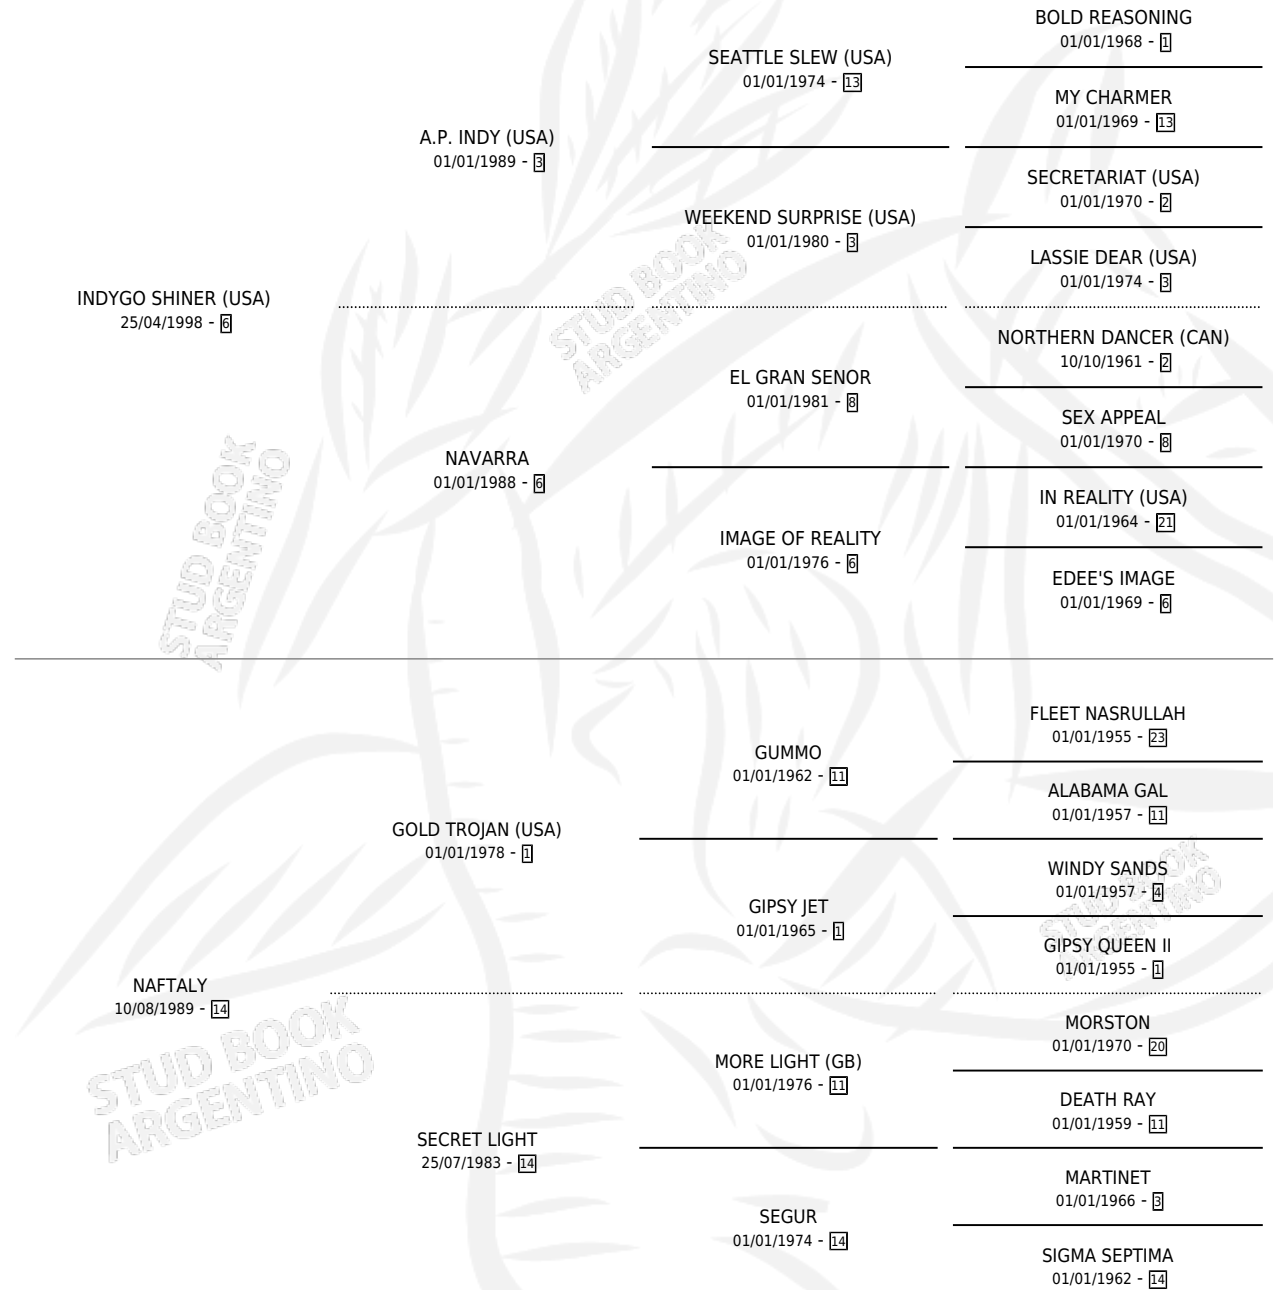 BOLD REASONING
01/01/1968 - 1
SEATTLE SLEW (USA)
01/01/1974 - 13
MY CHARMER
01/01/1969 - 13
A.P. INDY (USA)
01/01/1989 - 3
SECRETARIAT (USA)
01/01/1970 - 2
WEEKEND SURPRISE (USA)
01/01/1980 - 3
LASSIE DEAR (USA)
01/01/1974 - 3
INDYGO SHINER (USA)
25/04/1998 - 6
NORTHERN DANCER (CAN)
10/10/1961 - 2
EL GRAN SENOR
01/01/1981 - 8
SEX APPEAL
01/01/1970 - 8
NAVARRA
01/01/1988 - 6
IN REALITY (USA)
01/01/1964 - 21
IMAGE OF REALITY
01/01/1976 - 6
EDEE'S IMAGE
01/01/1969 - 6
FLEET NASRULLAH
01/01/1955 - 23
GUMMO
01/01/1962 - 11
ALABAMA GAL
01/01/1957 - 11
GOLD TROJAN (USA)
01/01/1978 - 1
WINDY SANDS
01/01/1957 - 4
GIPSY JET
01/01/1965 - 1
GIPSY QUEEN II
01/01/1955 - 1
NAFTALY
10/08/1989 - 14
MORSTON
01/01/1970 - 20
MORE LIGHT (GB)
01/01/1976 - 11
DEATH RAY
01/01/1959 - 11
SECRET LIGHT
25/07/1983 - 14
MARTINET
01/01/1966 - 3
SEGUR
01/01/1974 - 14
SIGMA SEPTIMA
01/01/1962 - 14
STUD BOOK
ARGENTINO
STUD BOOK
ARGENTINO
STUD BOOK
ARGENTINO
STUD BOOK
ARGENTINO